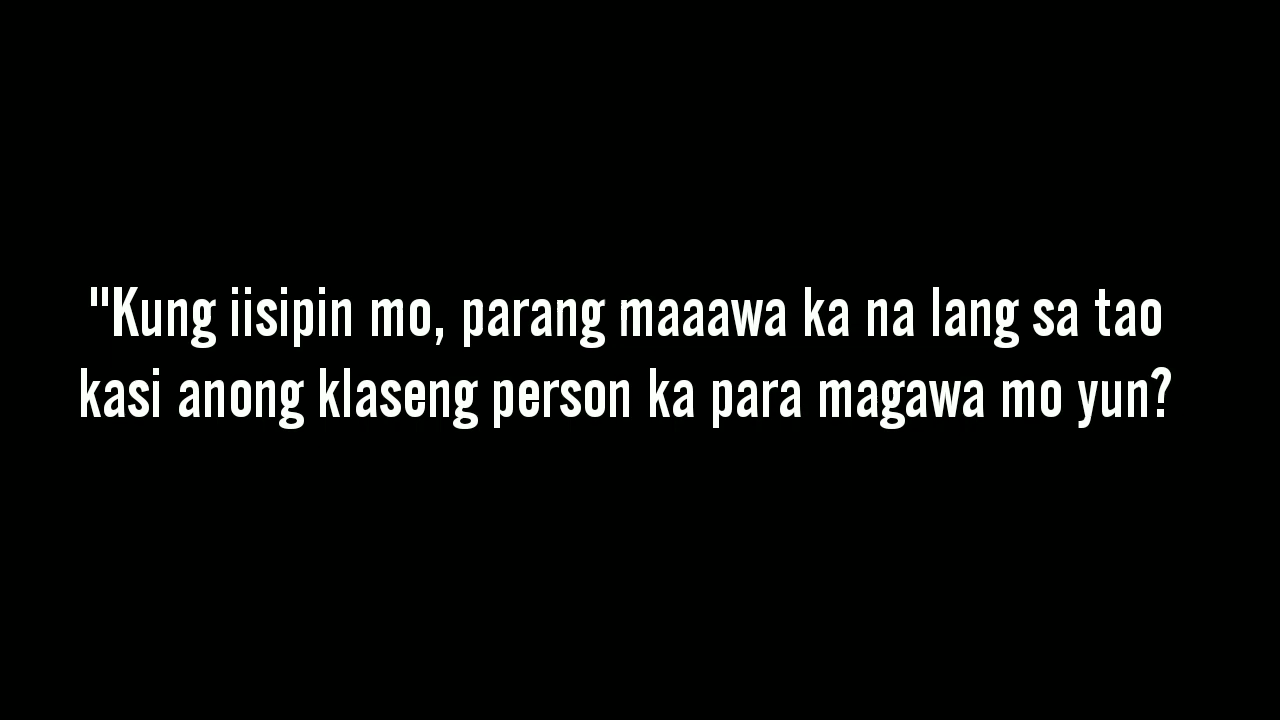 "Kung iisipin mo, parang maaawa ka na lang sa tao
kasi anong klaseng person ka para magawa mo yun?